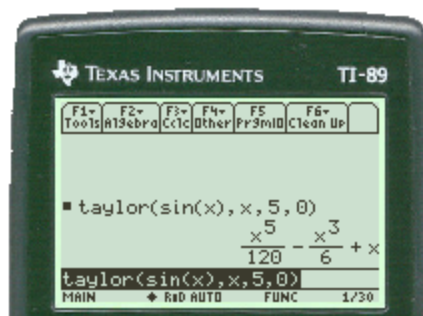 TEXAS INSTRUMENTS TI-89
F1▾ F2▾ F3▾ F4▾ F5 F6▾
Tools Algebra Calc Other PrgmIO Clean Up
▪ taylor(sin(x),x,5,0)
x^5/120 - x^3/6 + x
taylor(sin(x),x,5,0)
MAIN ◆ RAD AUTO FUNC 1/30